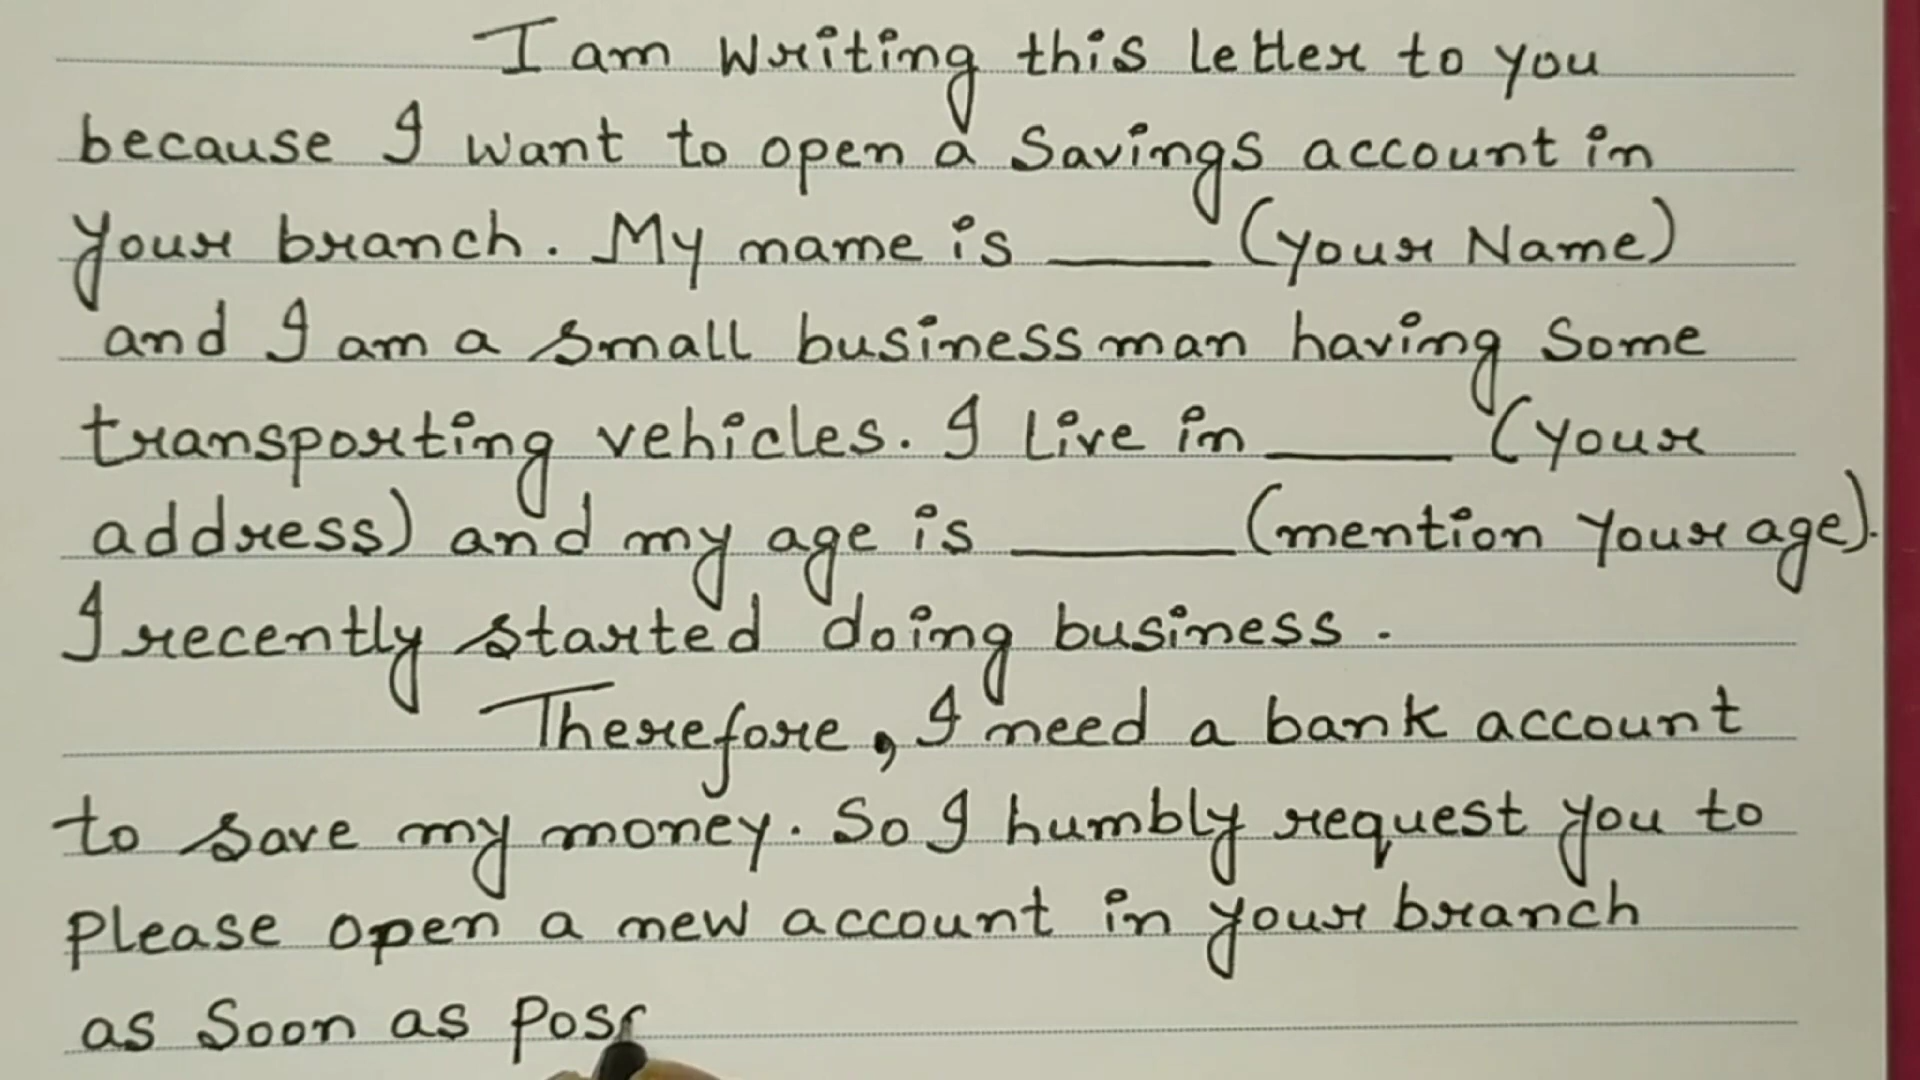 I am writing this letter to you
because I want to open a Savings account in
your branch. My name is _____ (your Name)
and I am a small businessman having Some
transporting vehicles. I Live in _____ (your
address) and my age is _____ (mention Your age).
I recently started doing business.
Therefore, I need a bank account
to save my money. So I humbly request you to
Please open a new account in your branch
as Soon as Pos